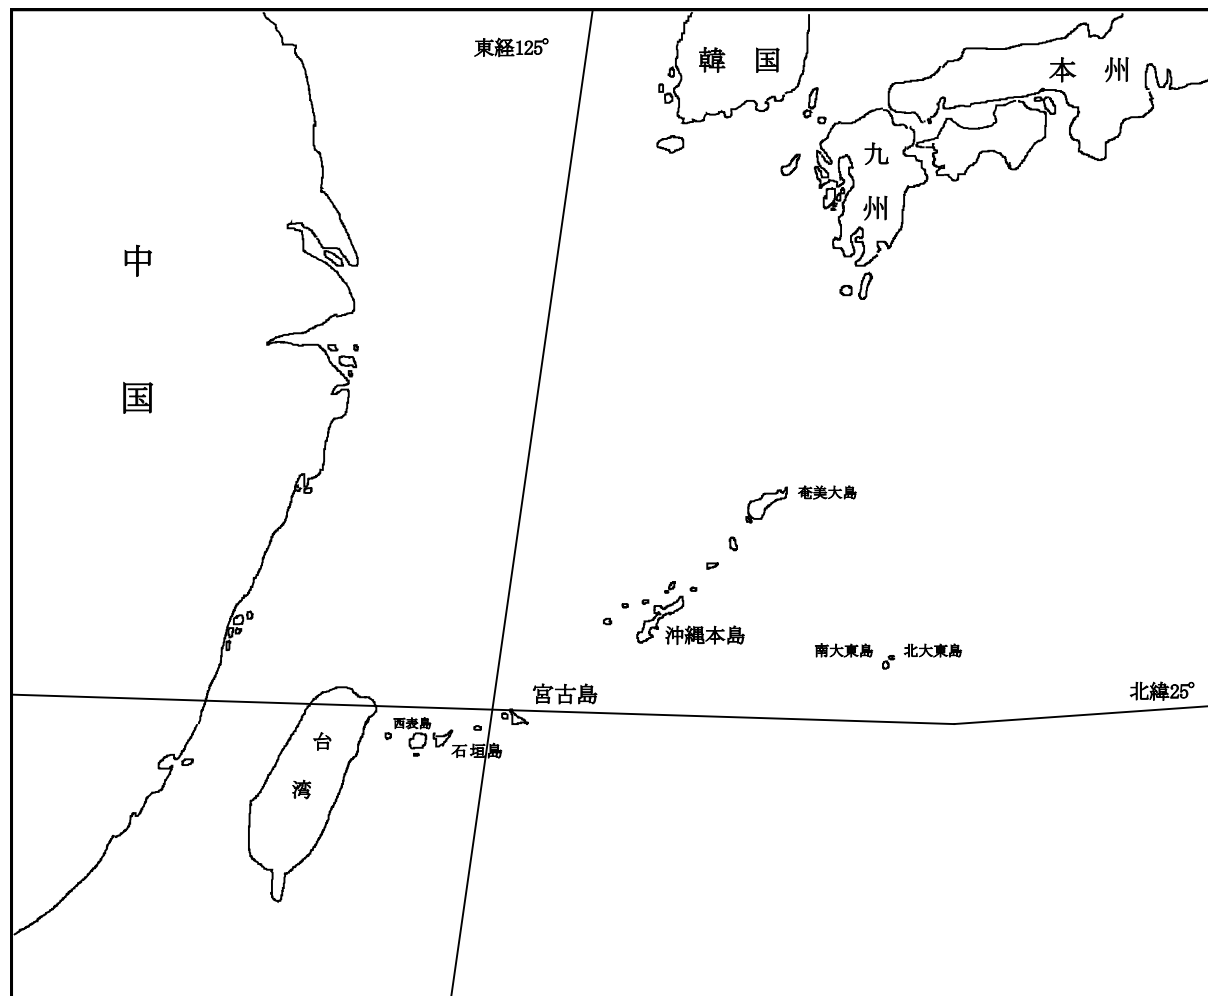 東経125°
韓国
本州
九州
中国
奄美大島
沖縄本島
南大東島
北大東島
宮古島
北緯25°
西表島
石垣島
台湾